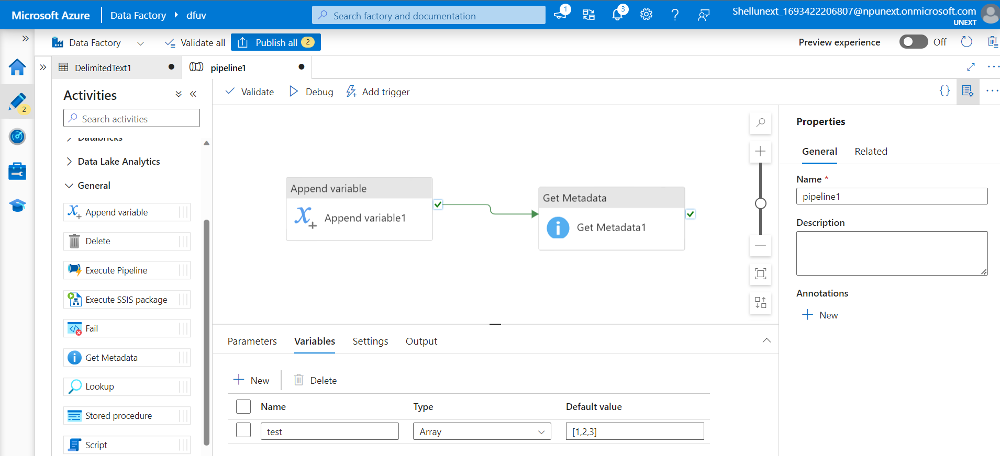 Microsoft Azure
Data Factory
dfuv
Search factory and documentation
1
3
?
Shellunext_1693422206807@npunext.onmicrosoft.com
UNEXT
Data Factory
Validate all
Publish all 2
Preview experience
Off
DelimitedText1
pipeline1
Activities
Validate
Debug
Add trigger
{}
2
Search activities
Databricks
Data Lake Analytics
General
Append variable
Delete
Execute Pipeline
Execute SSIS package
Fail
Get Metadata
Lookup
Stored procedure
Script
Append variable
Append variable1
Get Metadata
Get Metadata1
Parameters
Variables
Settings
Output
New
Delete
Name
Type
Default value
test
Array
[1,2,3]
Properties
General
Related
Name *
pipeline1
Description
Annotations
New